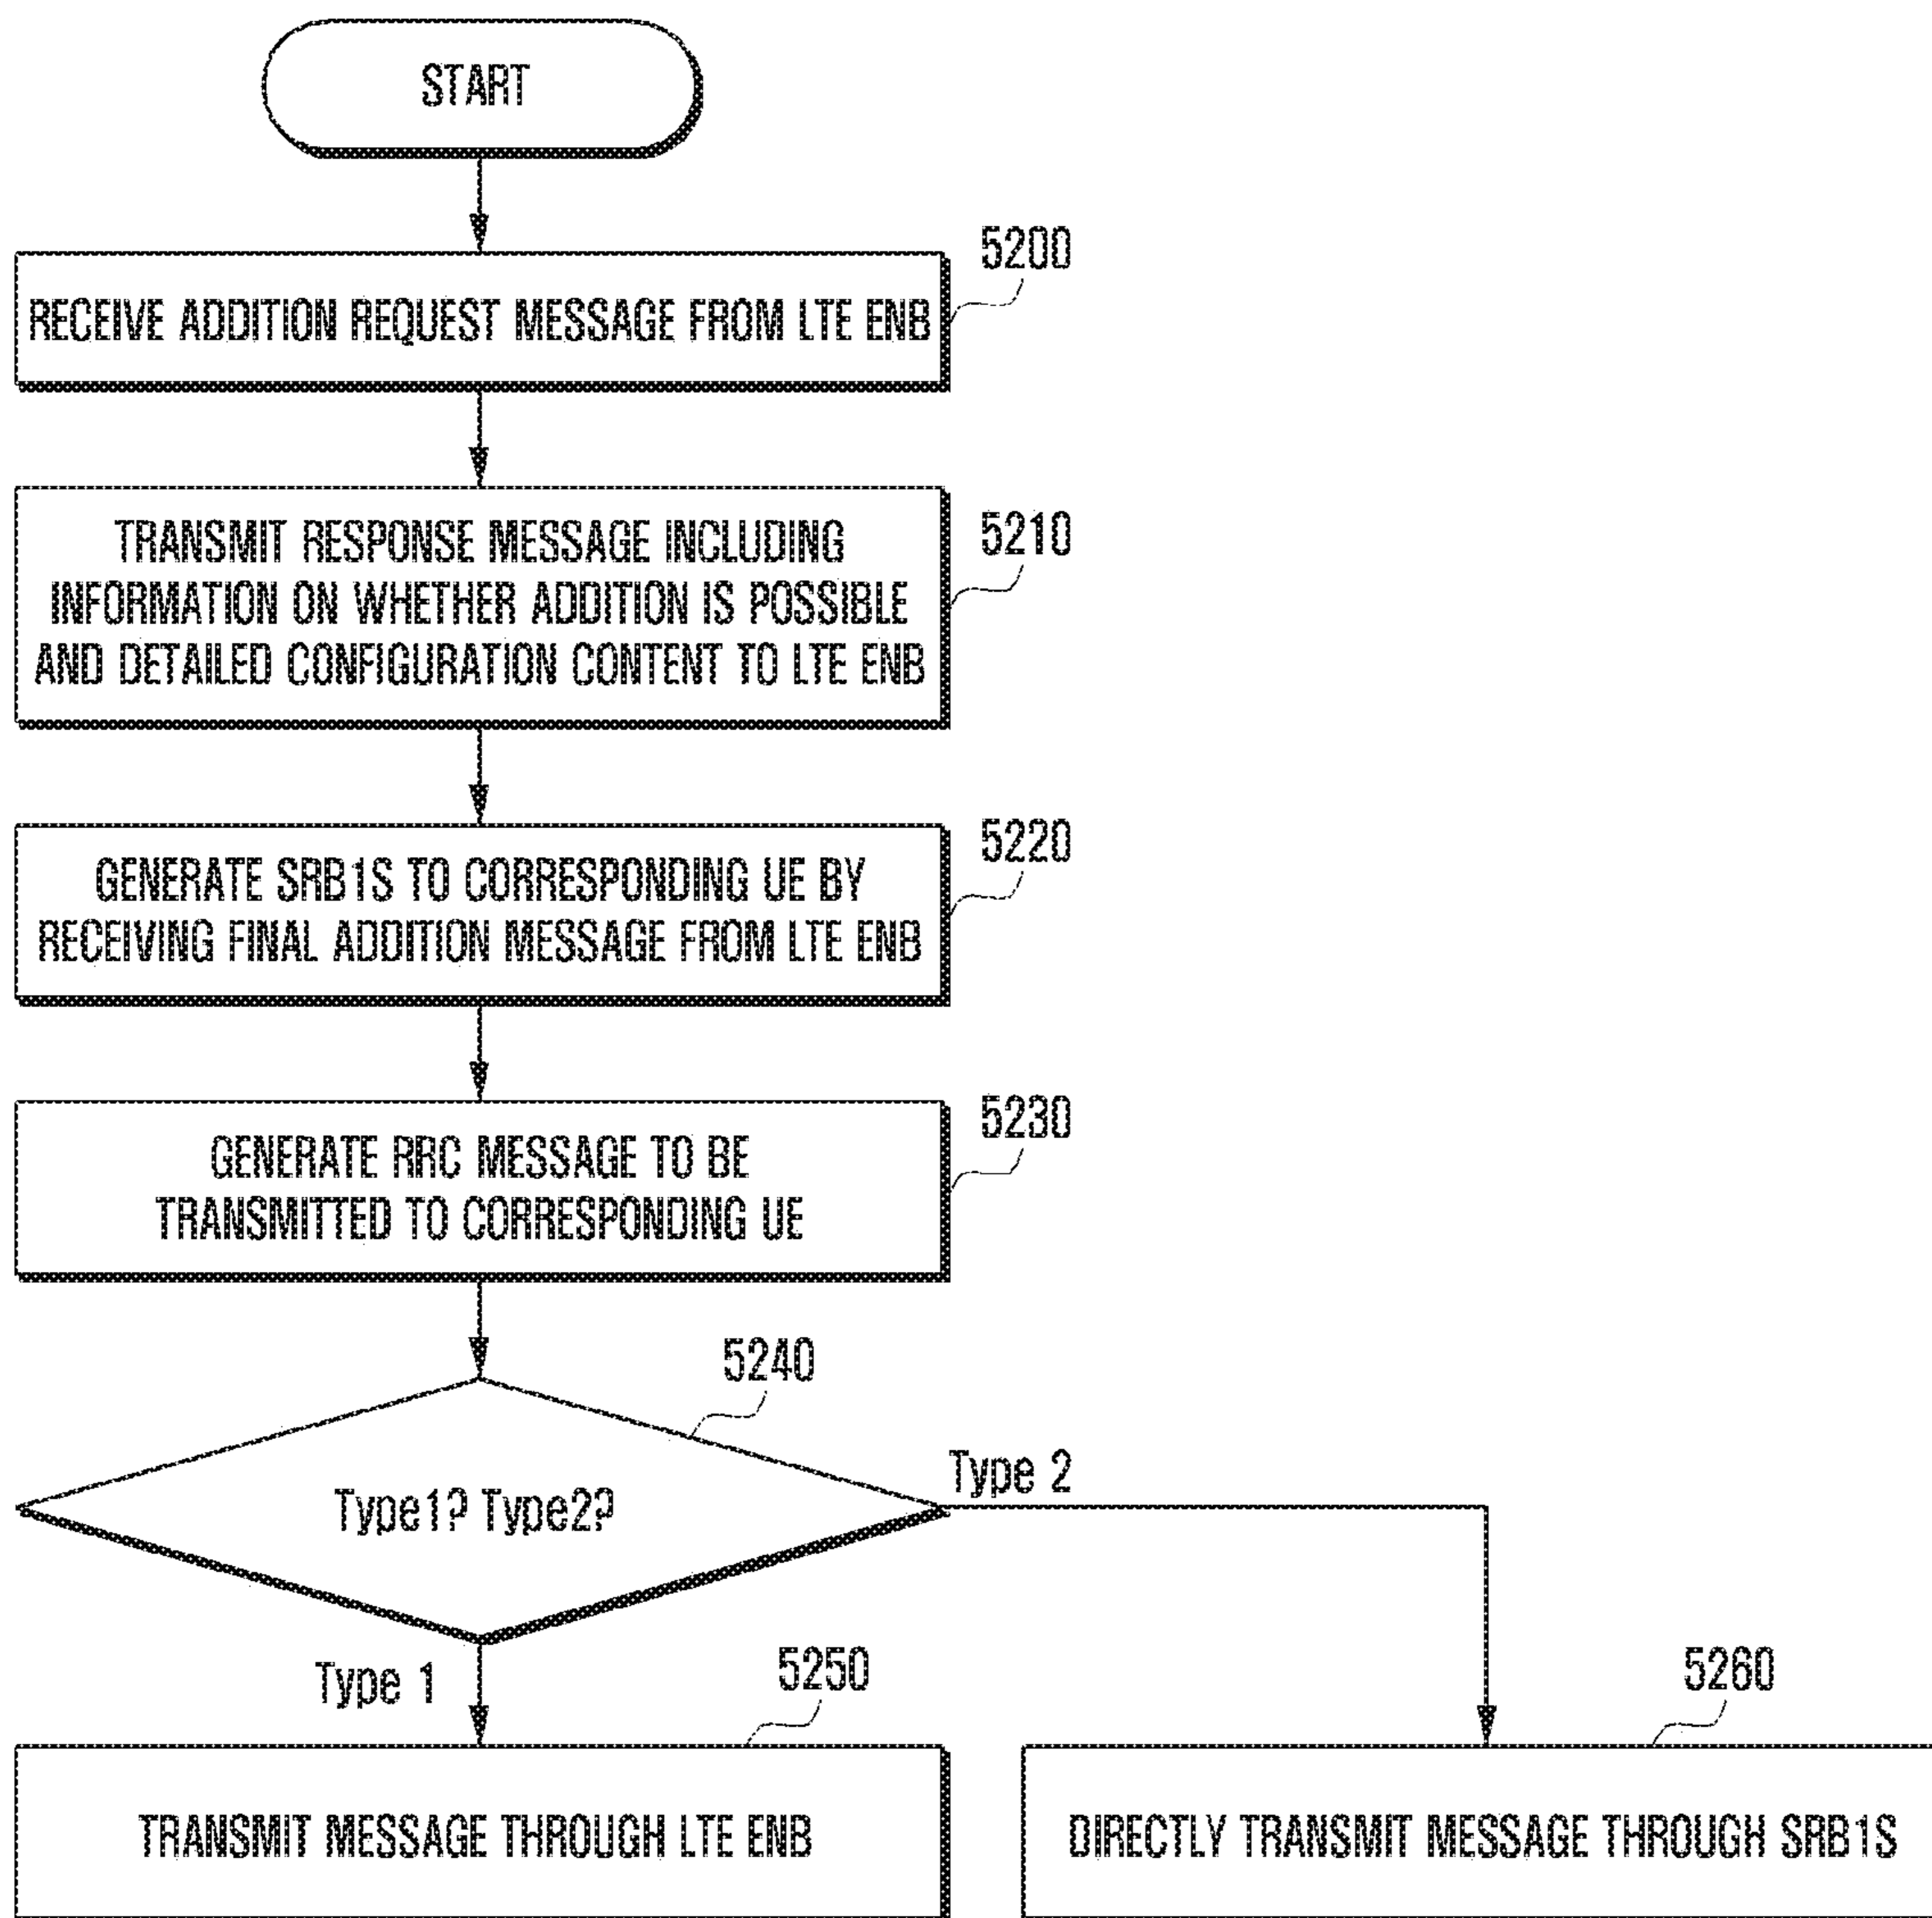 START
5200
RECEIVE ADDITION REQUEST MESSAGE FROM LTE ENB
5210
TRANSMIT RESPONSE MESSAGE INCLUDING
INFORMATION ON WHETHER ADDITION IS POSSIBLE
AND DETAILED CONFIGURATION CONTENT TO LTE ENB
5220
GENERATE SRB1S TO CORRESPONDING UE BY
RECEIVING FINAL ADDITION MESSAGE FROM LTE ENB
5230
GENERATE RRC MESSAGE TO BE
TRANSMITTED TO CORRESPONDING UE
5240
Type 2
Type1? Type2?
Type 1
5250
5260
TRANSMIT MESSAGE THROUGH LTE ENB
DIRECTLY TRANSMIT MESSAGE THROUGH SRB1S